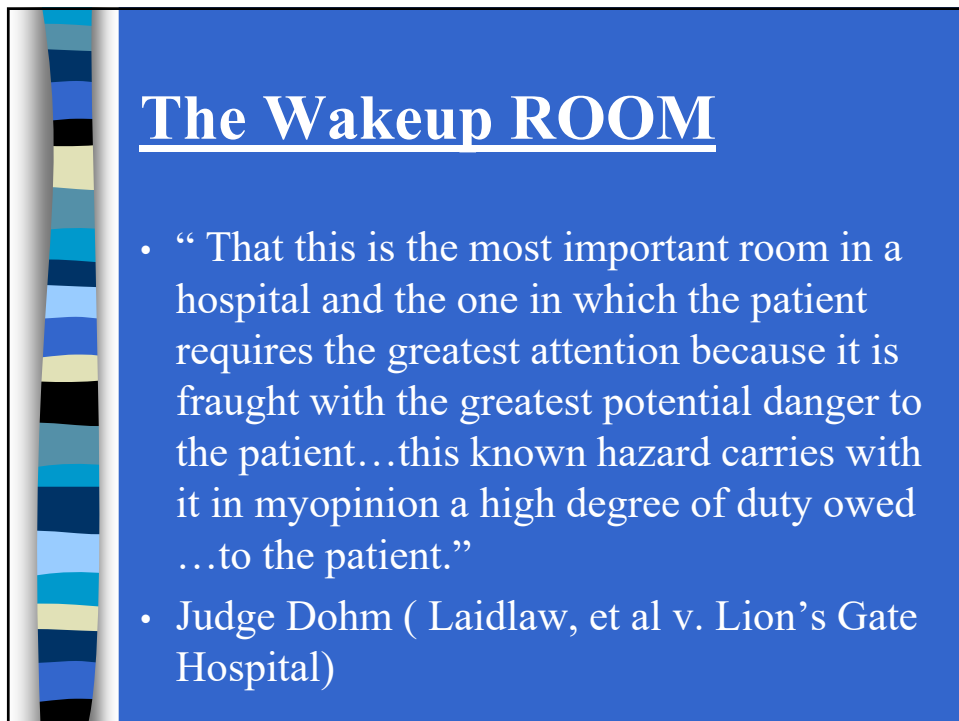 The Wakeup ROOM
• “ That this is the most important room in a
hospital and the one in which the patient
requires the greatest attention because it is
fraught with the greatest potential danger to
the patient…this known hazard carries with
it in myopinion a high degree of duty owed
…to the patient.”
• Judge Dohm ( Laidlaw, et al v. Lion’s Gate
Hospital)